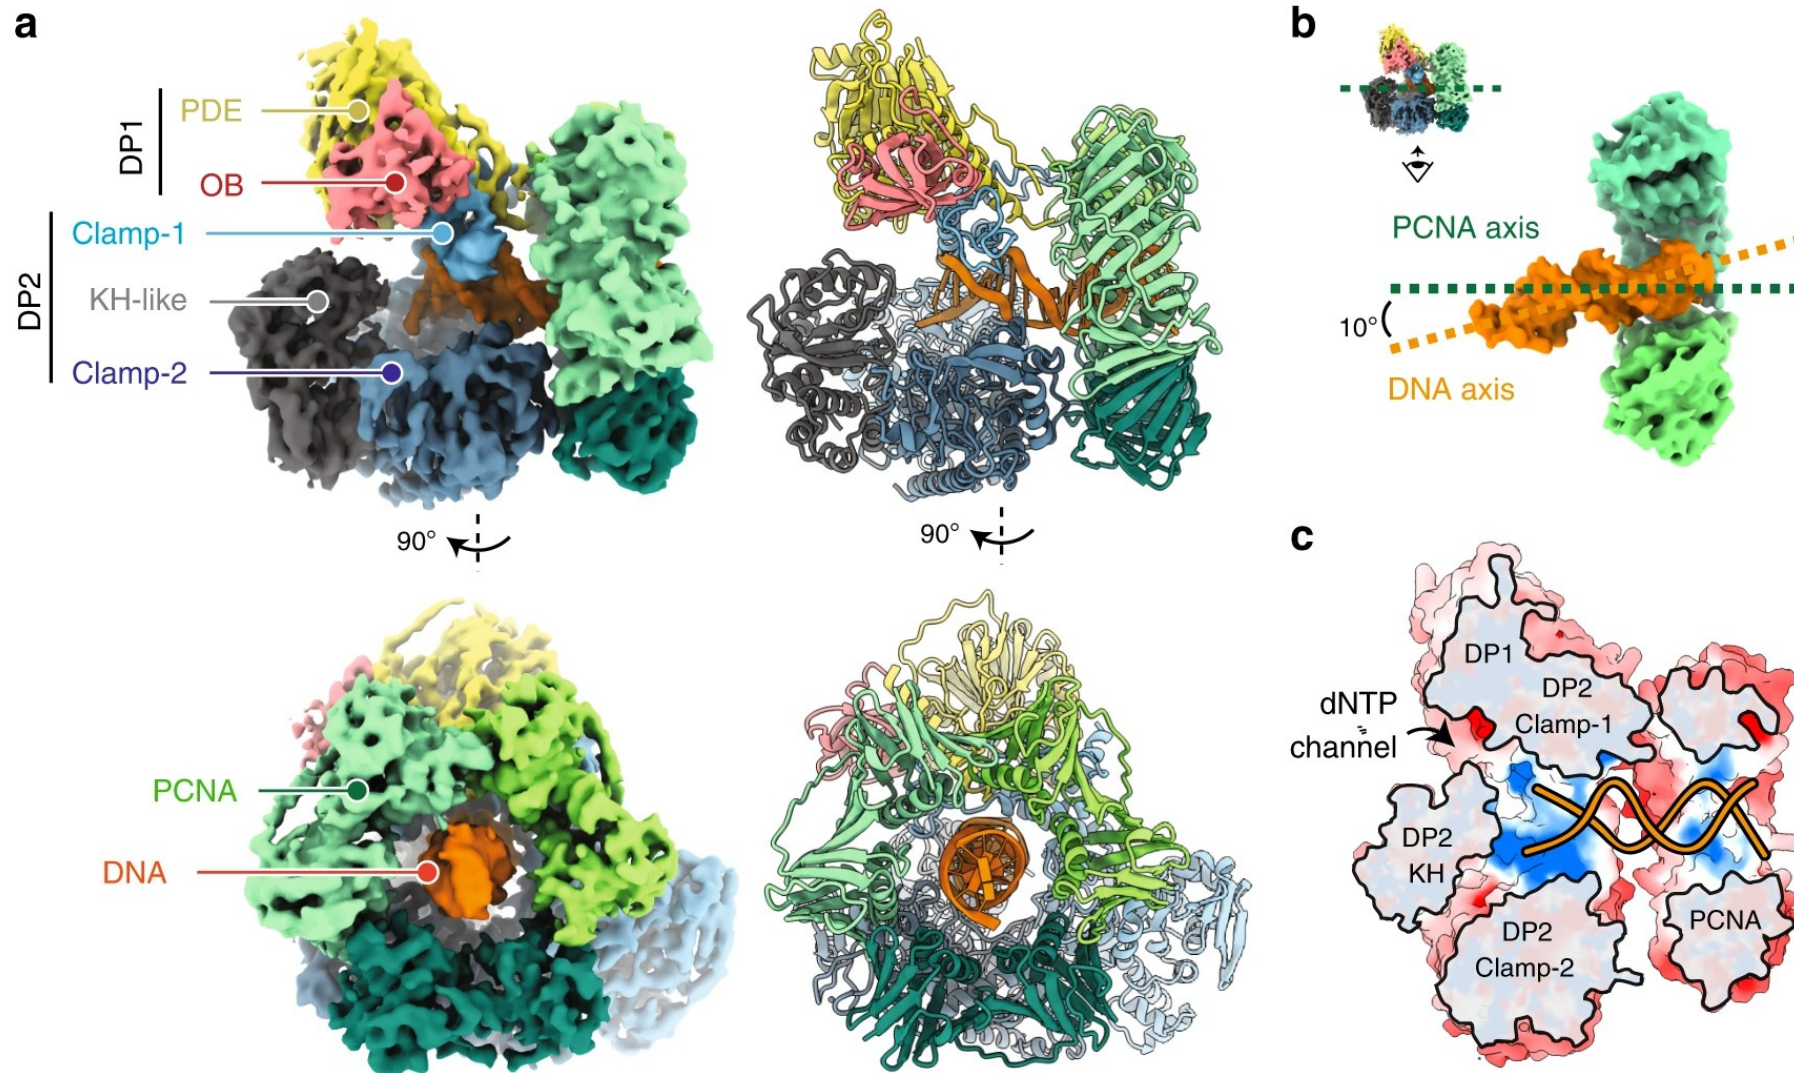 a
DP1
PDE
OB
DP2
Clamp-1
KH-like
Clamp-2
90°
90°
PCNA
DNA
b
PCNA axis
10°
DNA axis
c
DP1
DP2
Clamp-1
dNTP
channel
DP2
KH
DP2
Clamp-2
PCNA